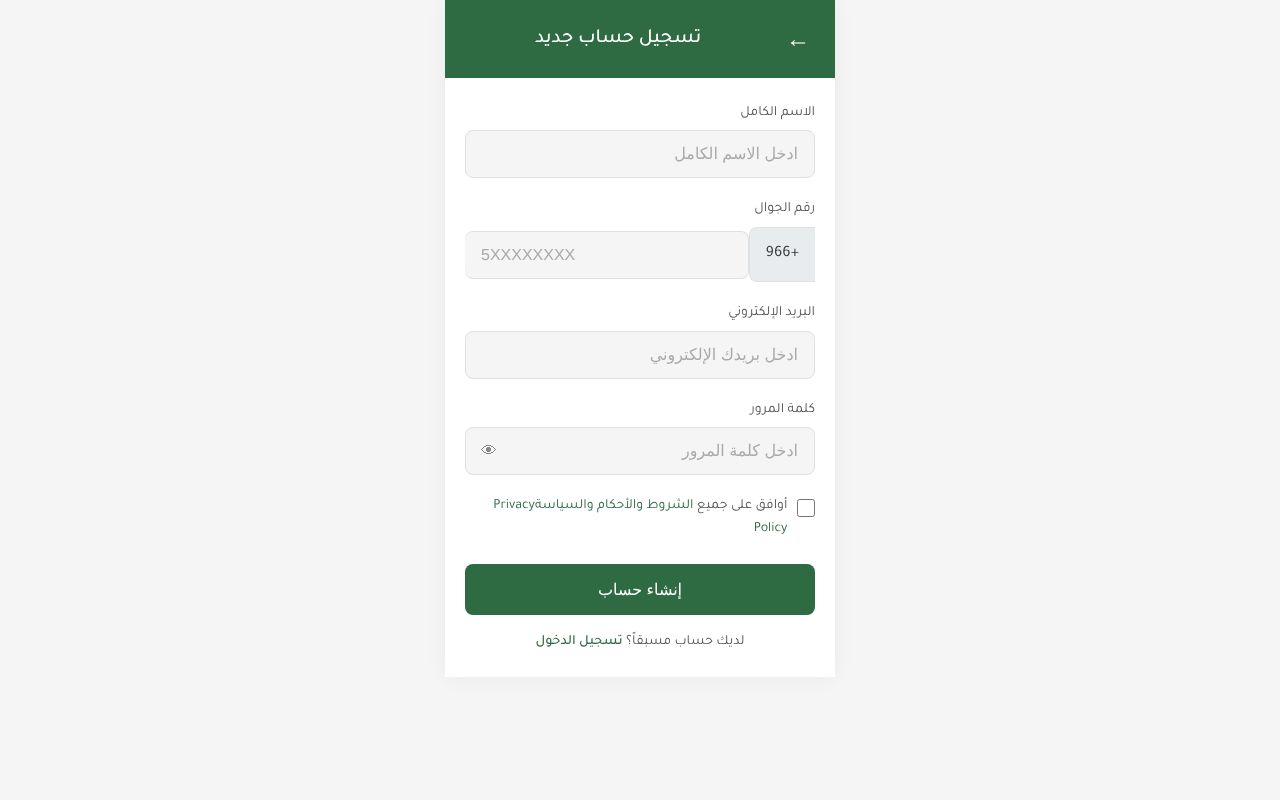 تسجيل حساب جديد
الاسم الكامل
ادخل الاسم الكامل
رقم الجوال
+966
5XXXXXXXX
البريد الإلكتروني
ادخل بريدك الإلكتروني
كلمة المرور
ادخل كلمة المرور
أوافق على جميع الشروط والأحكام والسياسةPrivacy
Policy
إنشاء حساب
لديك حساب مسبقاً؟ تسجيل الدخول